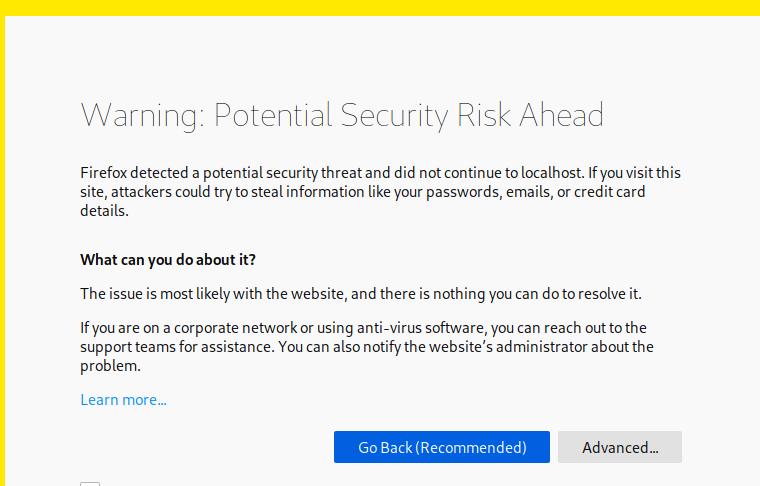 Warning: Potential Security Risk Ahead
Firefox detected a potential security threat and did not continue to localhost. If you visit this
site, attackers could try to steal information like your passwords, emails, or credit card
details.
What can you do about it?
The issue is most likely with the website, and there is nothing you can do to resolve it.
If you are on a corporate network or using anti-virus software, you can reach out to the
support teams for assistance. You can also notify the website’s administrator about the
problem.
Learn more…
Go Back (Recommended) Advanced…